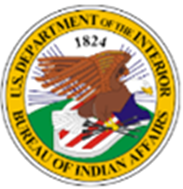 U.S. DEPARTMENT OF THE INTERIOR
1824
BUREAU OF INDIAN AFFAIRS